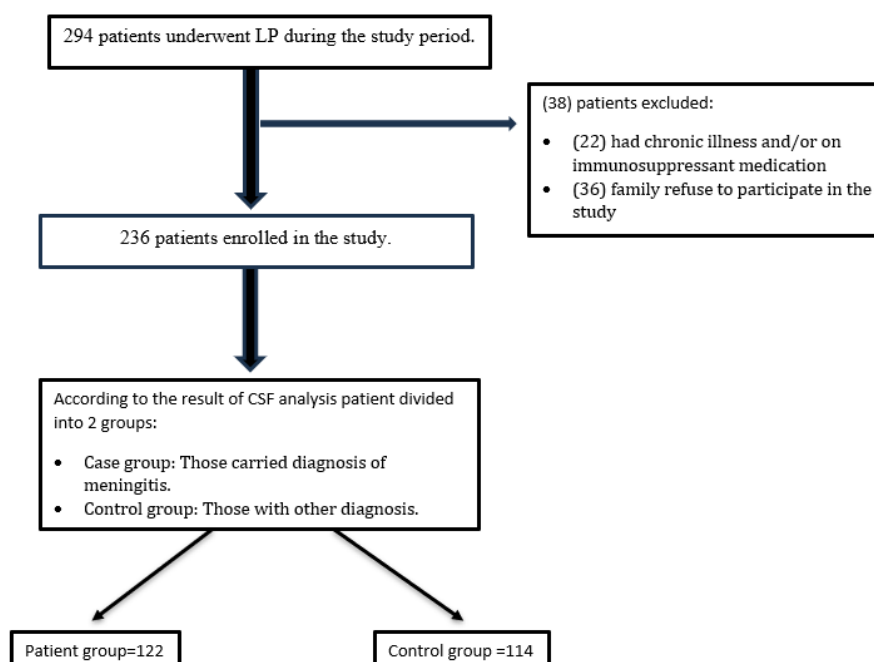 294 patients underwent LP during the study period.
(38) patients excluded:
• (22) had chronic illness and/or on
immunosuppressant medication
• (36) family refuse to participate in the
study
236 patients enrolled in the study.
According to the result of CSF analysis patient divided
into 2 groups:
• Case group: Those carried diagnosis of
meningitis.
• Control group: Those with other diagnosis.
Patient group=122
Control group =114